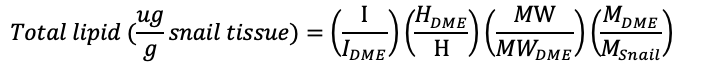 Total lipid (ug/g snail tissue) = (I/I_DME) (H_DME/H) (MW/MW_DME) (M_DME/M_Snail)